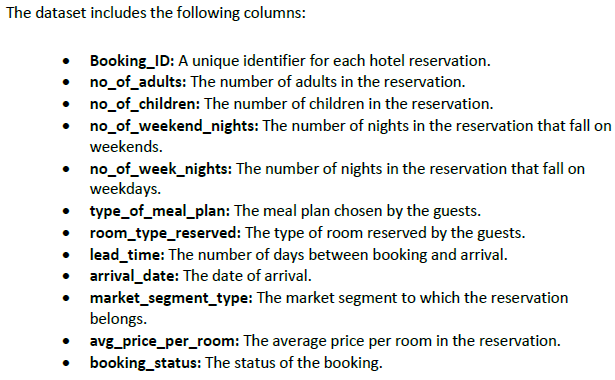 The dataset includes the following columns:
• Booking_ID: A unique identifier for each hotel reservation.
• no_of_adults: The number of adults in the reservation.
• no_of_children: The number of children in the reservation.
• no_of_weekend_nights: The number of nights in the reservation that fall on
weekends.
• no_of_week_nights: The number of nights in the reservation that fall on
weekdays.
• type_of_meal_plan: The meal plan chosen by the guests.
• room_type_reserved: The type of room reserved by the guests.
• lead_time: The number of days between booking and arrival.
• arrival_date: The date of arrival.
• market_segment_type: The market segment to which the reservation
belongs.
• avg_price_per_room: The average price per room in the reservation.
• booking_status: The status of the booking.